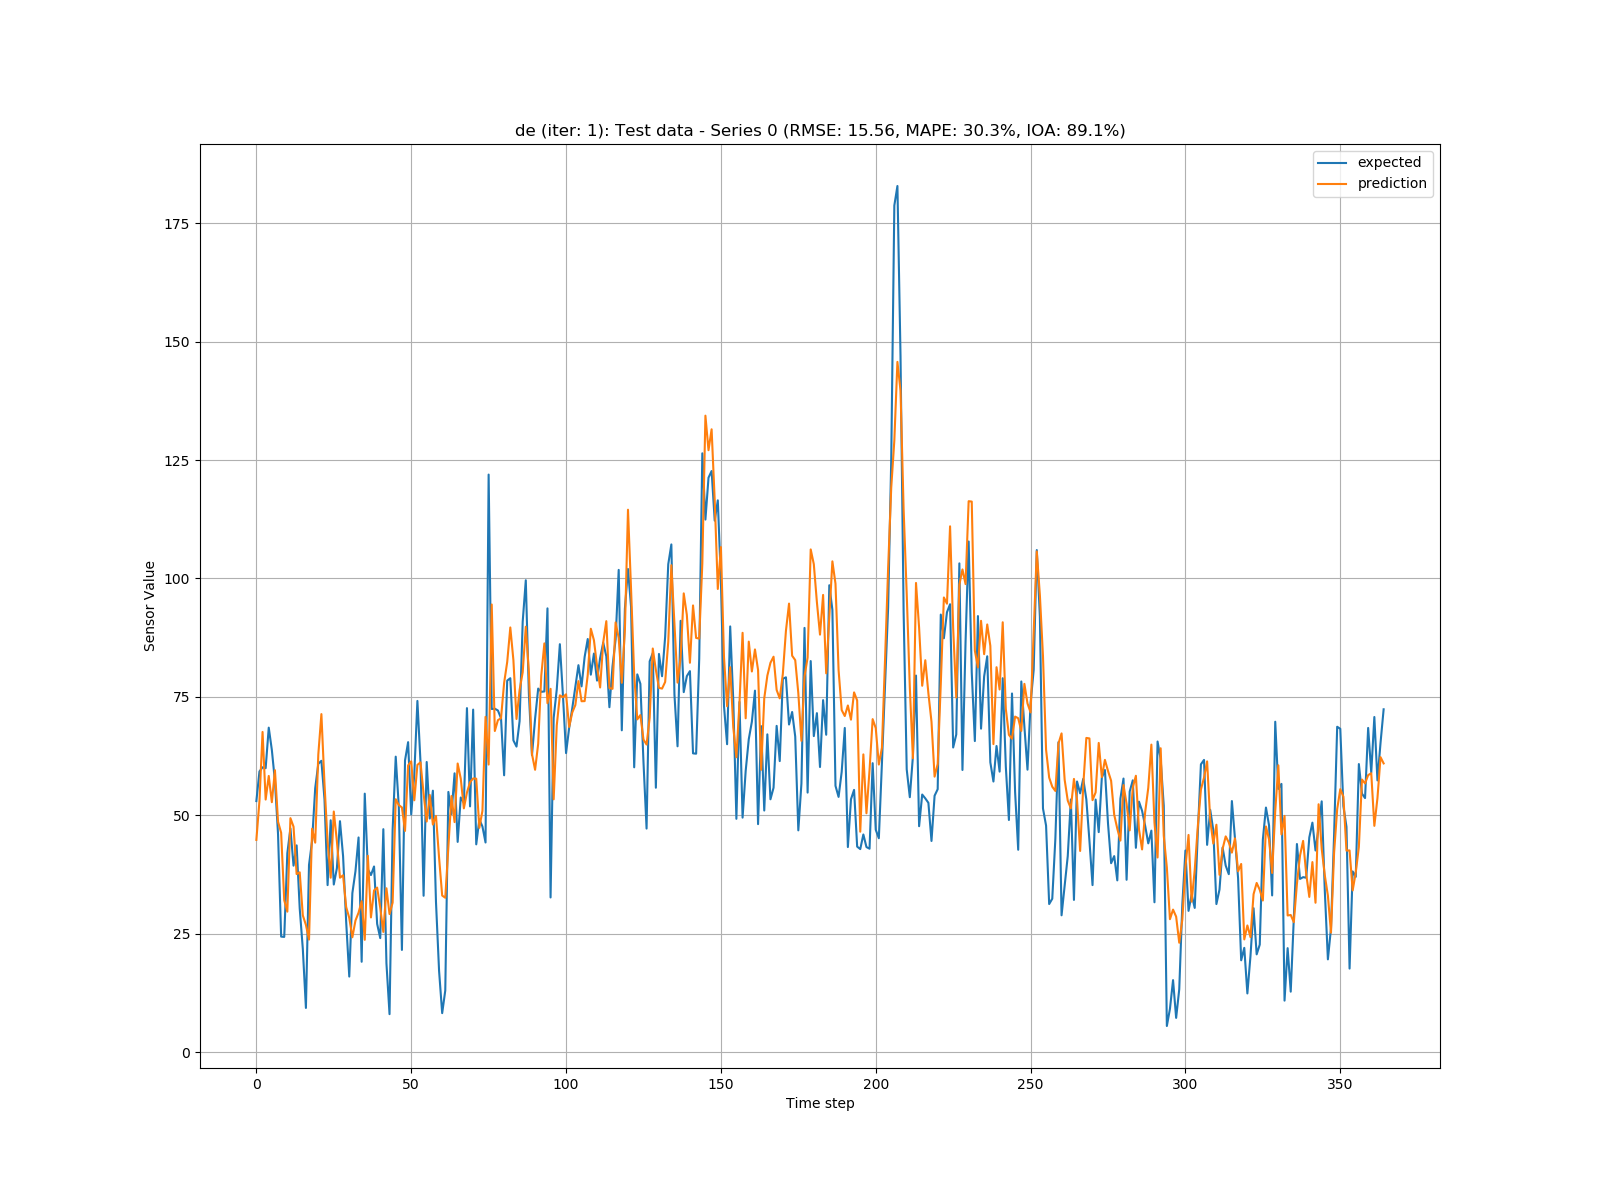 de (iter: 1): Test data - Series 0 (RMSE: 15.56, MAPE: 30.3%, IOA: 89.1%)
expected
prediction
175
150
125
100
75
50
25
0
Sensor Value
0 50 100 150 200 250 300 350
Time step